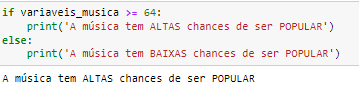 if variaveis_musica >= 64:
    print('A música tem ALTAS chances de ser POPULAR')
else:
    print('A música tem BAIXAS chances de ser POPULAR')
A música tem ALTAS chances de ser POPULAR